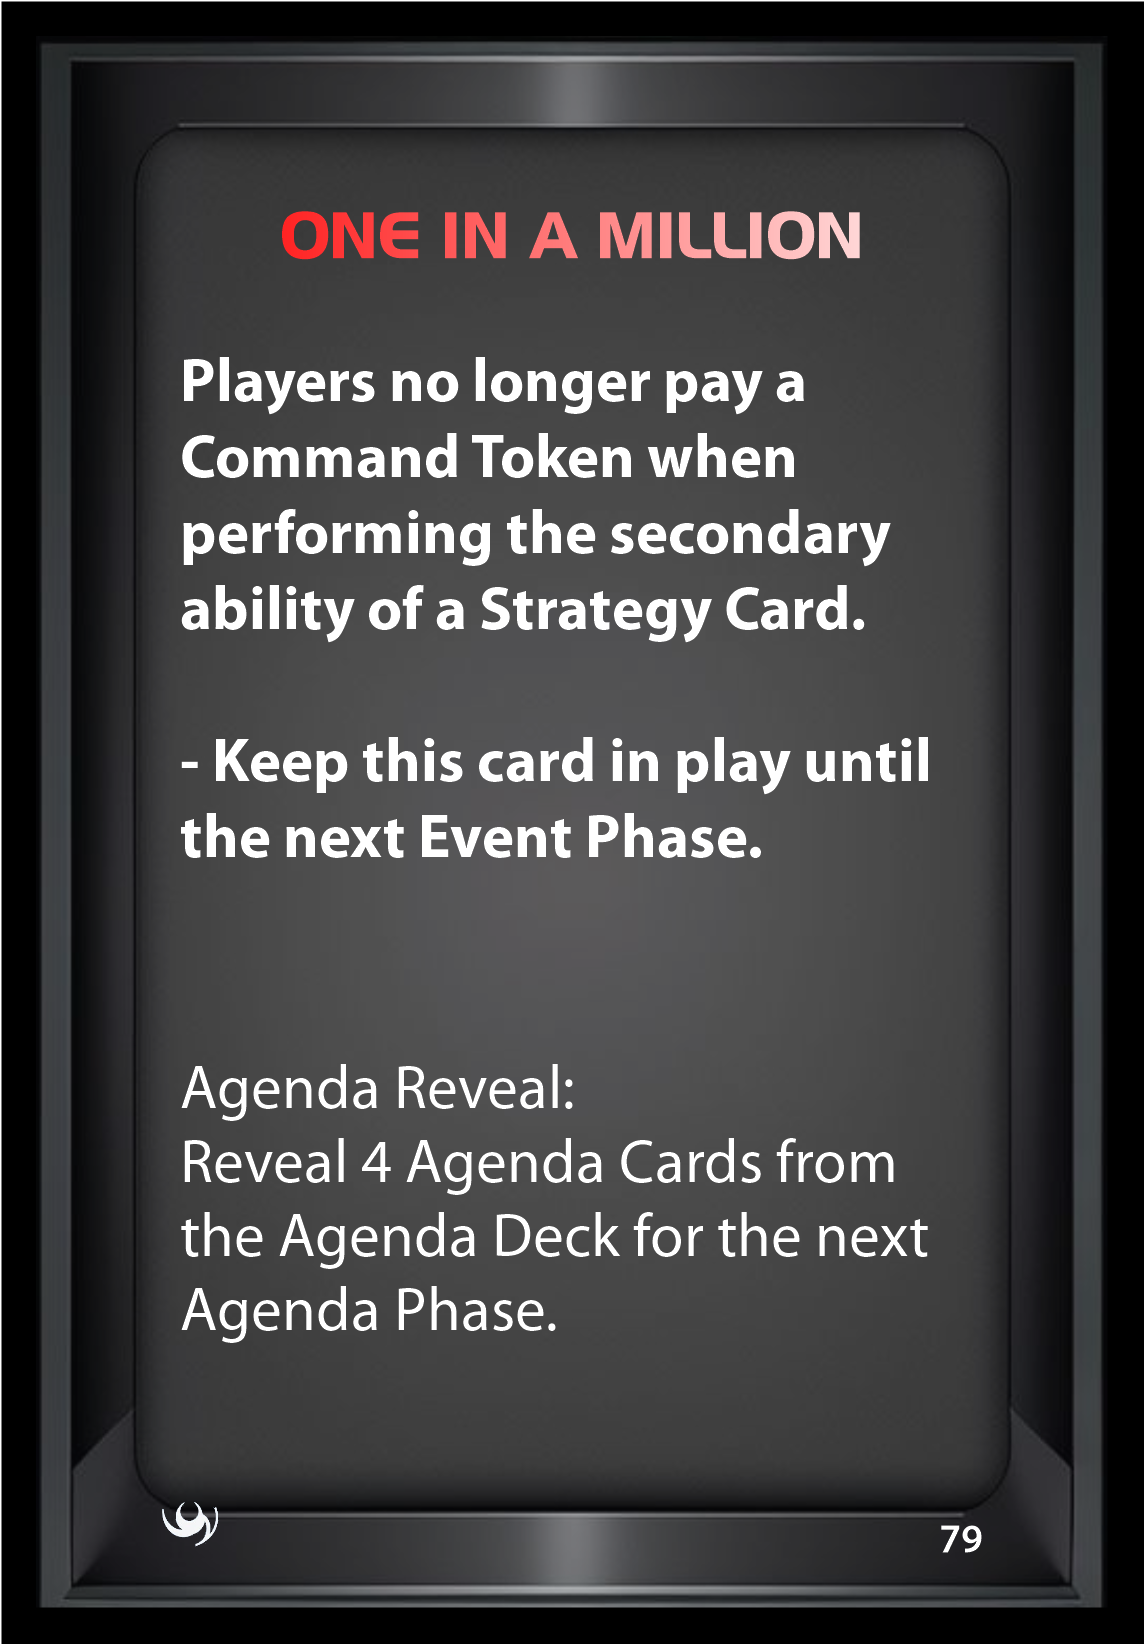 ONE IN A MILLION
Players no longer pay a
Command Token when
performing the secondary
ability of a Strategy Card.
- Keep this card in play until
the next Event Phase.
Agenda Reveal:
Reveal 4 Agenda Cards from
the Agenda Deck for the next
Agenda Phase.
79